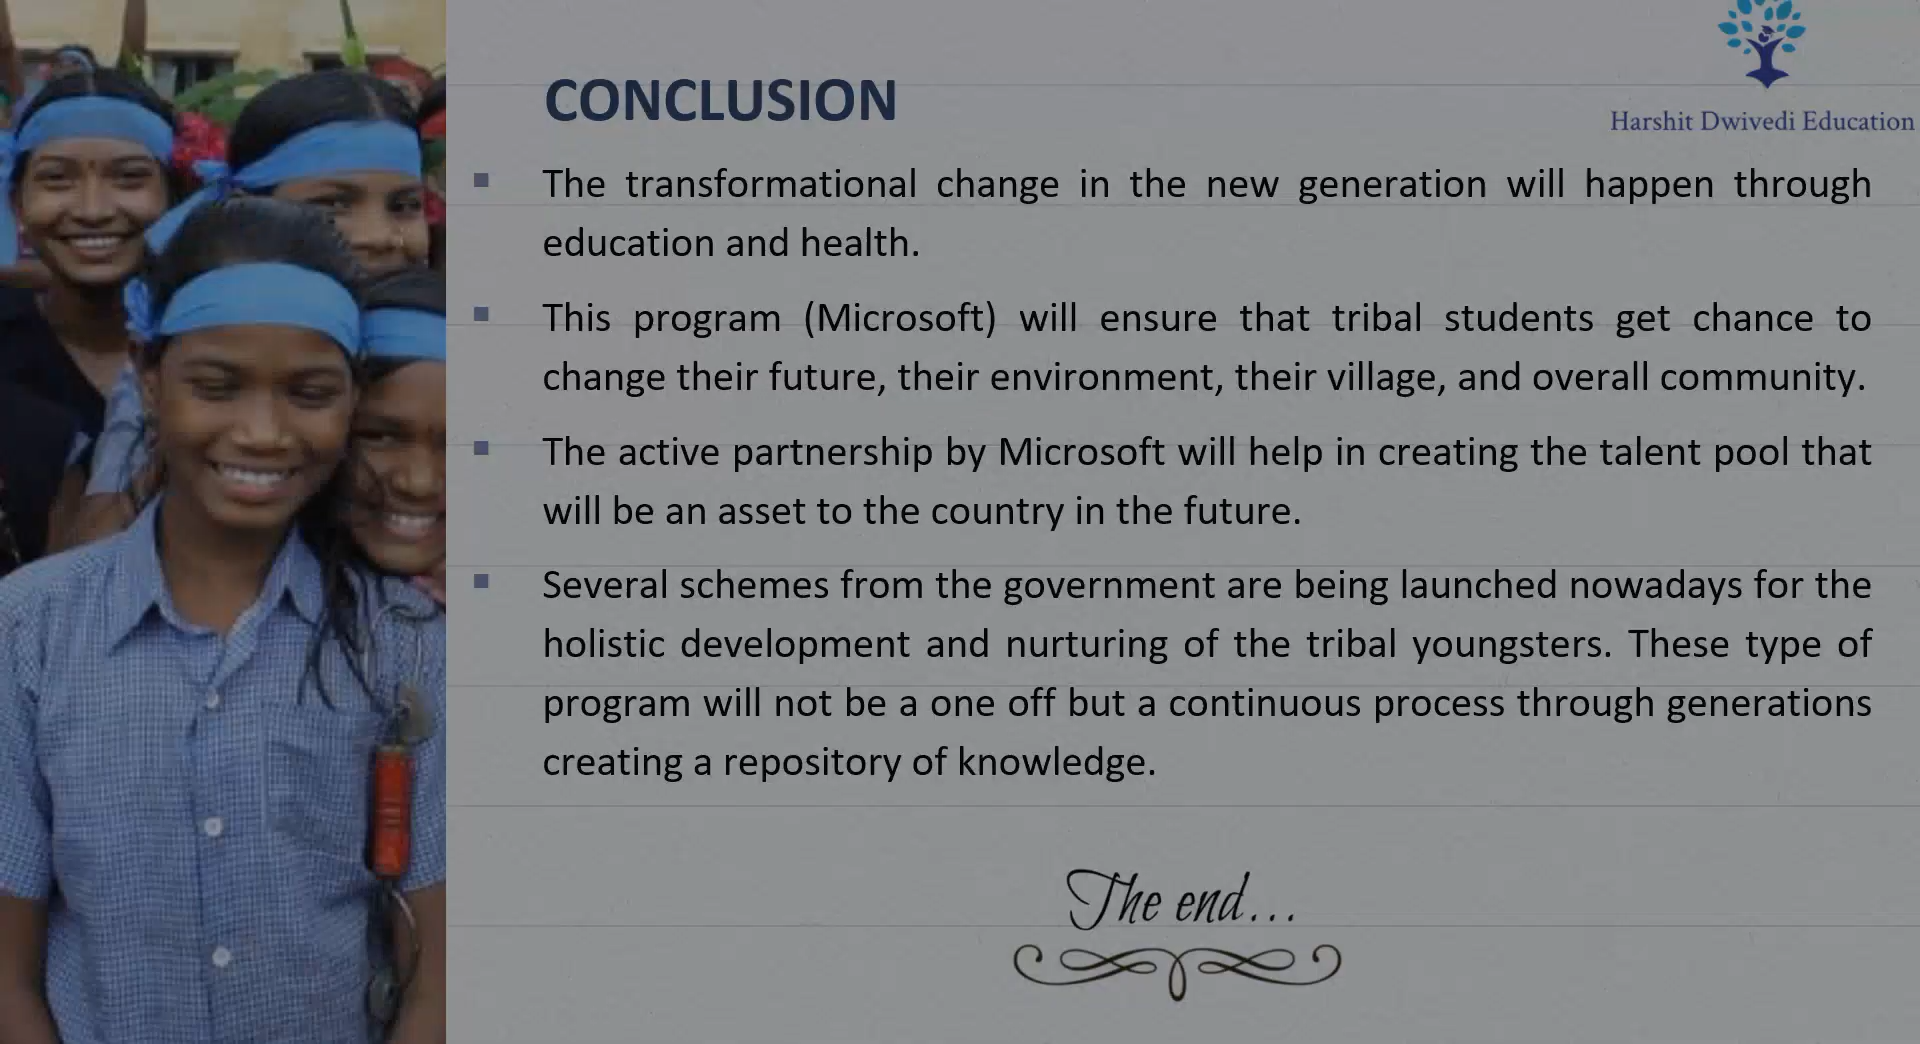 Harshit Dwivedi Education
CONCLUSION
The transformational change in the new generation will happen through
education and health.
This program (Microsoft) will ensure that tribal students get chance to
change their future, their environment, their village, and overall community.
The active partnership by Microsoft will help in creating the talent pool that
will be an asset to the country in the future.
Several schemes from the government are being launched nowadays for the
holistic development and nurturing of the tribal youngsters. These type of
program will not be a one off but a continuous process through generations
creating a repository of knowledge.
The end...